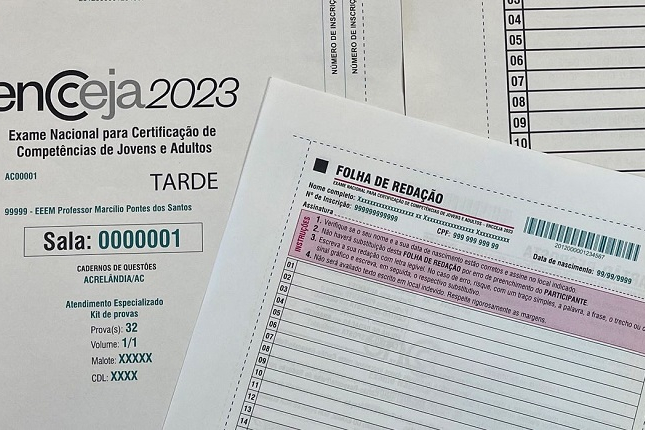 encceja2023
Exame Nacional para Certificação de
Competências de Jovens e Adultos
AC00001
TARDE
99999 - EEEM Professor Marcilio Pontes dos Santos
Sala: 0000001
CADERNOS DE QUESTÕES
ACRELÂNDIA/AC
Atendimento Especializado
Kit de provas
Prova(s): 32
Volume: 1/1
Malote: XXXXX
CDL: XXXX
NÚMERO DE INSCRIÇÃO
NÚMERO DE INSCRIÇÃO
03
04
05
06
07
08
09
10
FOLHA DE REDAÇÃO
EXAME NACIONAL PARA CERTIFICAÇÃO DE COMPETÊNCIAS DE JOVENS E ADULTOS - ENCCEJA 2023
Nome completo:
Nº de Inscrição: 999999999999
CPF: 999 999 999 99
Assinatura
2012000001234567
Data de nascimento: 99/99/9999
INSTRUÇÕES
1. Verifique se o seu nome e a sua data de nascimento estão corretos e assine no local indicado.
2. Não haverá substituição desta FOLHA DE REDAÇÃO por erro de preenchimento do PARTICIPANTE
3. Escreva a sua redação com letra legível. No caso de erro, risque, com um traço simples, a palavra, a frase, o trecho ou o
sinal gráfico e escreva, em seguida, o respectivo substitutivo.
4. Não será avaliado texto escrito em local indevido. Respeite rigorosamente as margens.
01
02
03
04
05
06
07
08
09
10
11
12
13
14